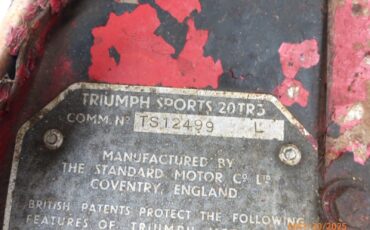 TRIUMPH SPORTS 20TR3
COMM. Nº TS12499 L
MANUFACTURED BY
THE STANDARD MOTOR Cº LTD
COVENTRY, ENGLAND
BRITISH PATENTS PROTECT THE FOLLOWING
FEATURES OF TRIUMPH